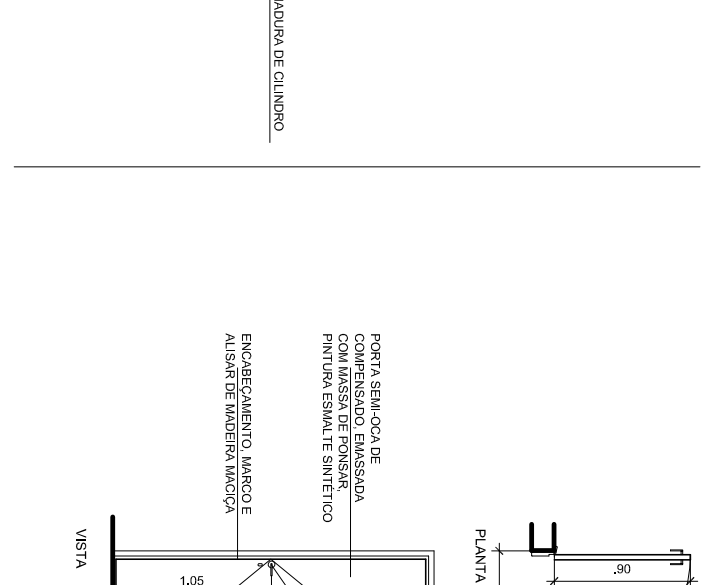 ADURA DE CILINDRO
PORTA SEMI-OCA DE
COMPENSADO, EMASSADA
COM MASSA DE PONSAR,
PINTURA ESMALTE SINTÉTICO
ENCABEÇAMENTO, MARCO E
ALISAR DE MADEIRA MACIÇA
PLANTA
.90
VISTA
1.05